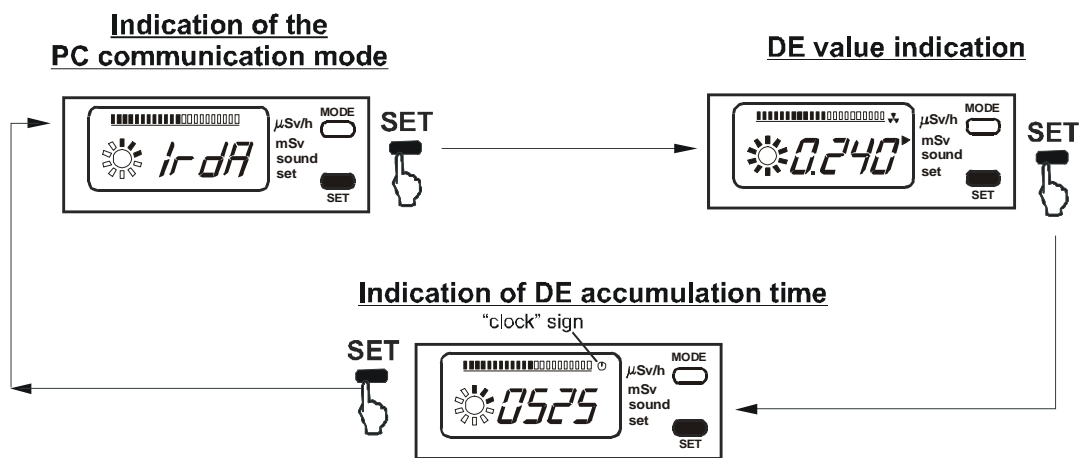 Indication of the
PC communication mode
DE value indication
MODE
μSv/h
mSv
sound
set
SET
IrdA
SET
MODE
μSv/h
mSv
sound
set
SET
0.240
SET
Indication of DE accumulation time
"clock" sign
SET
MODE
μSv/h
mSv
sound
set
SET
0525